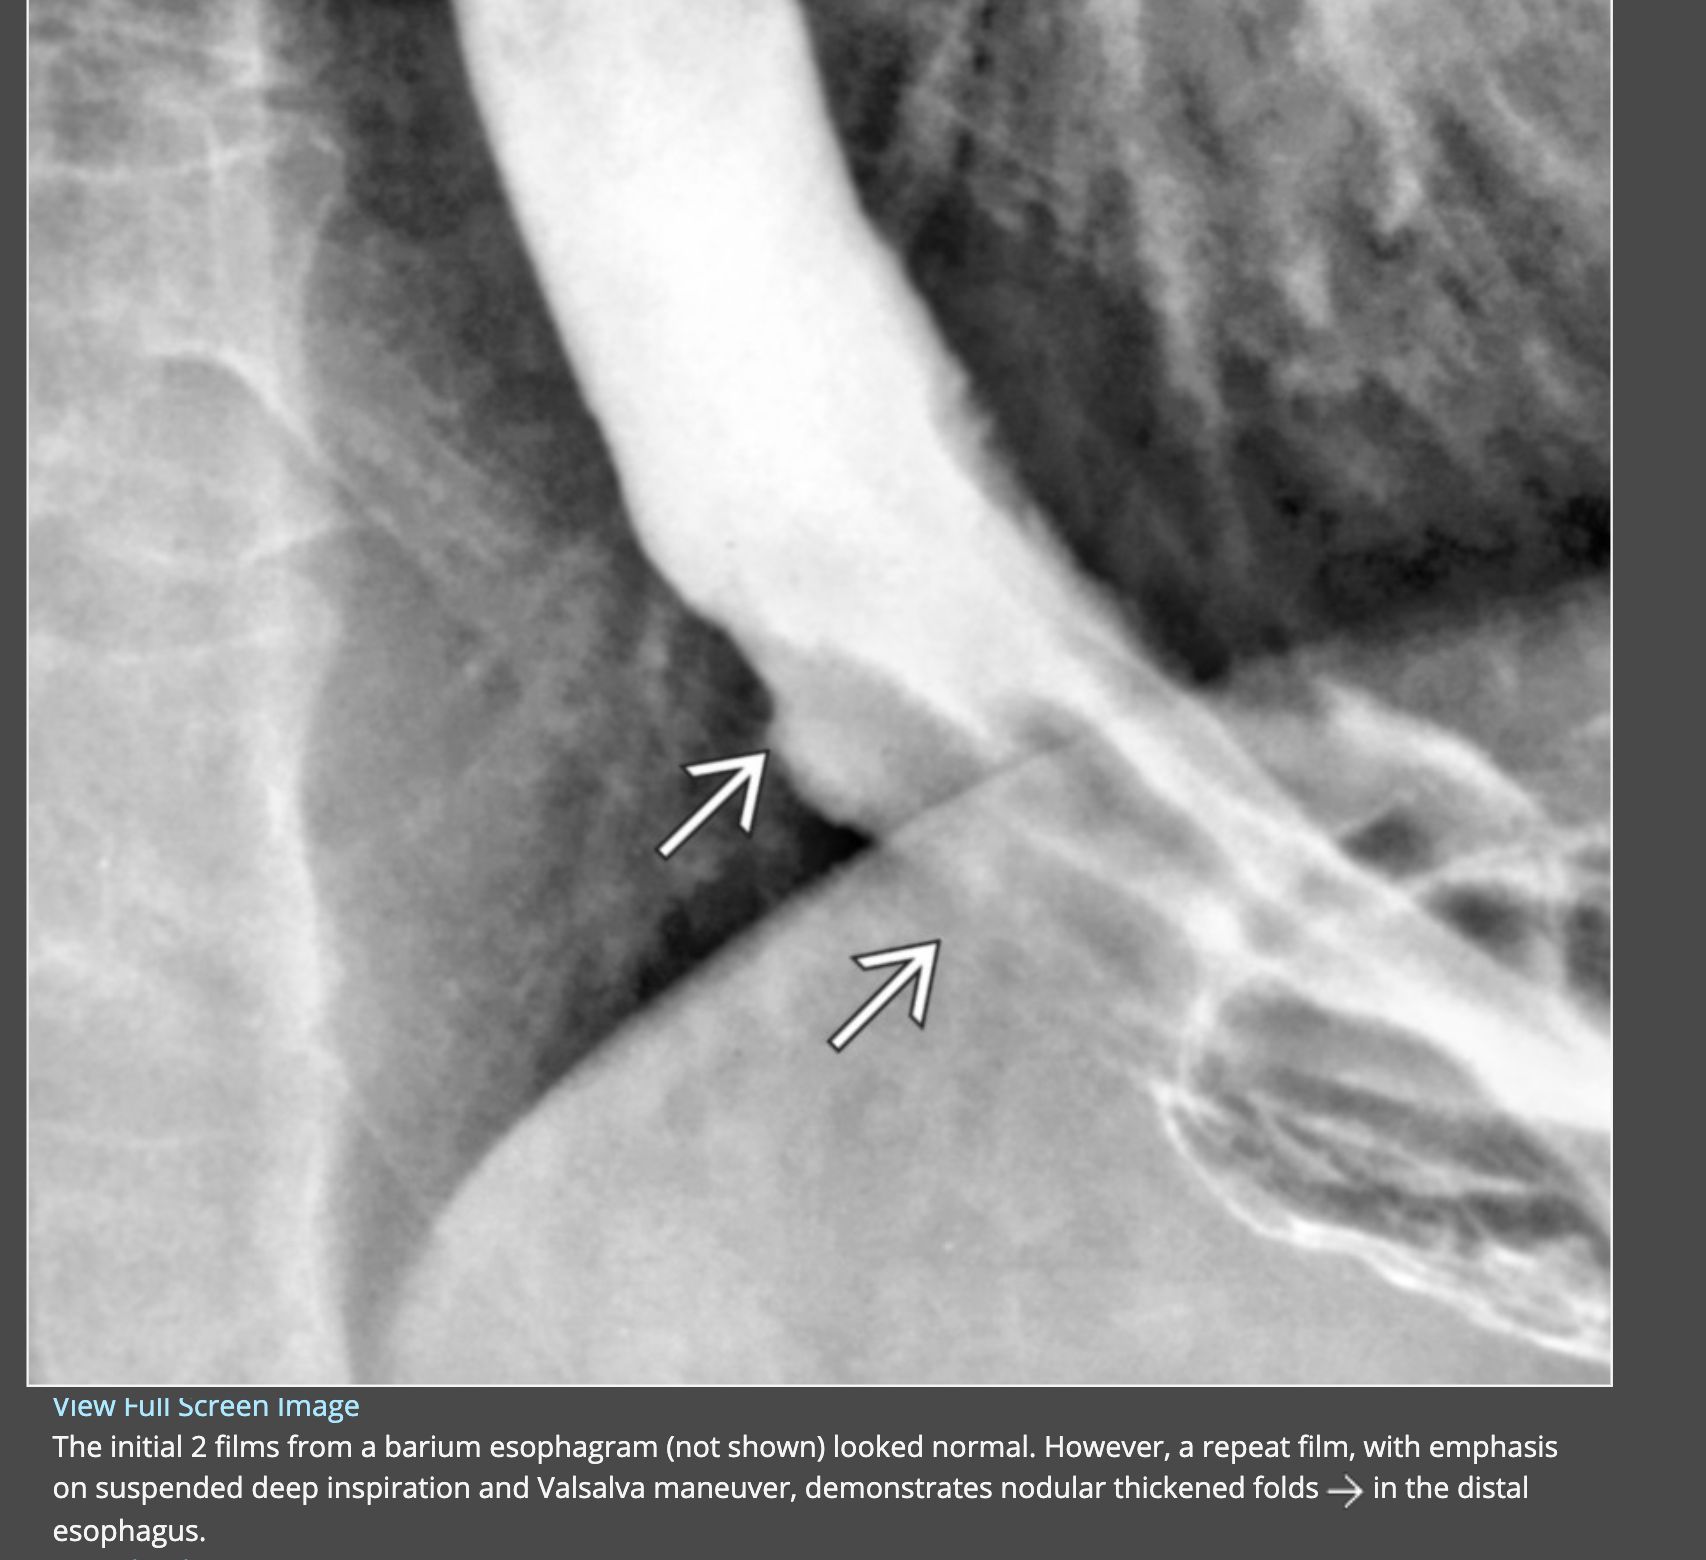 View Full Screen Image
The initial 2 films from a barium esophagram (not shown) looked normal. However, a repeat film, with emphasis
on suspended deep inspiration and Valsalva maneuver, demonstrates nodular thickened folds → in the distal
esophagus.